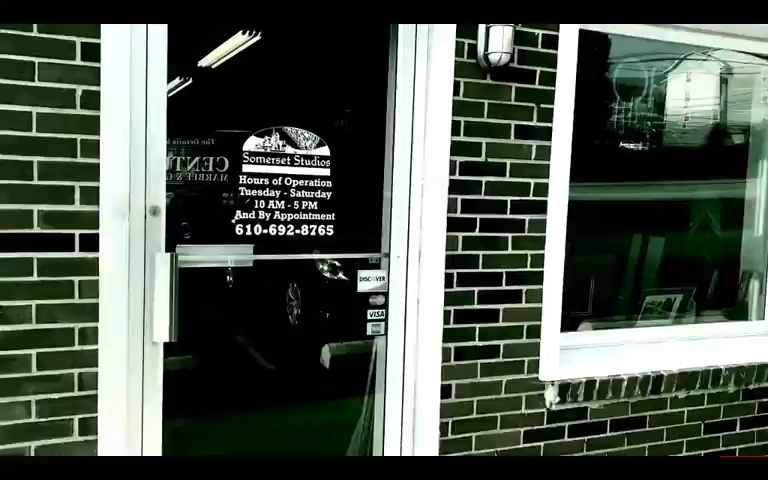 Somerset Studios
Hours of Operation
Tuesday - Saturday
10 AM - 5 PM
And By Appointment
610-692-8765
DISCOVER
VISA